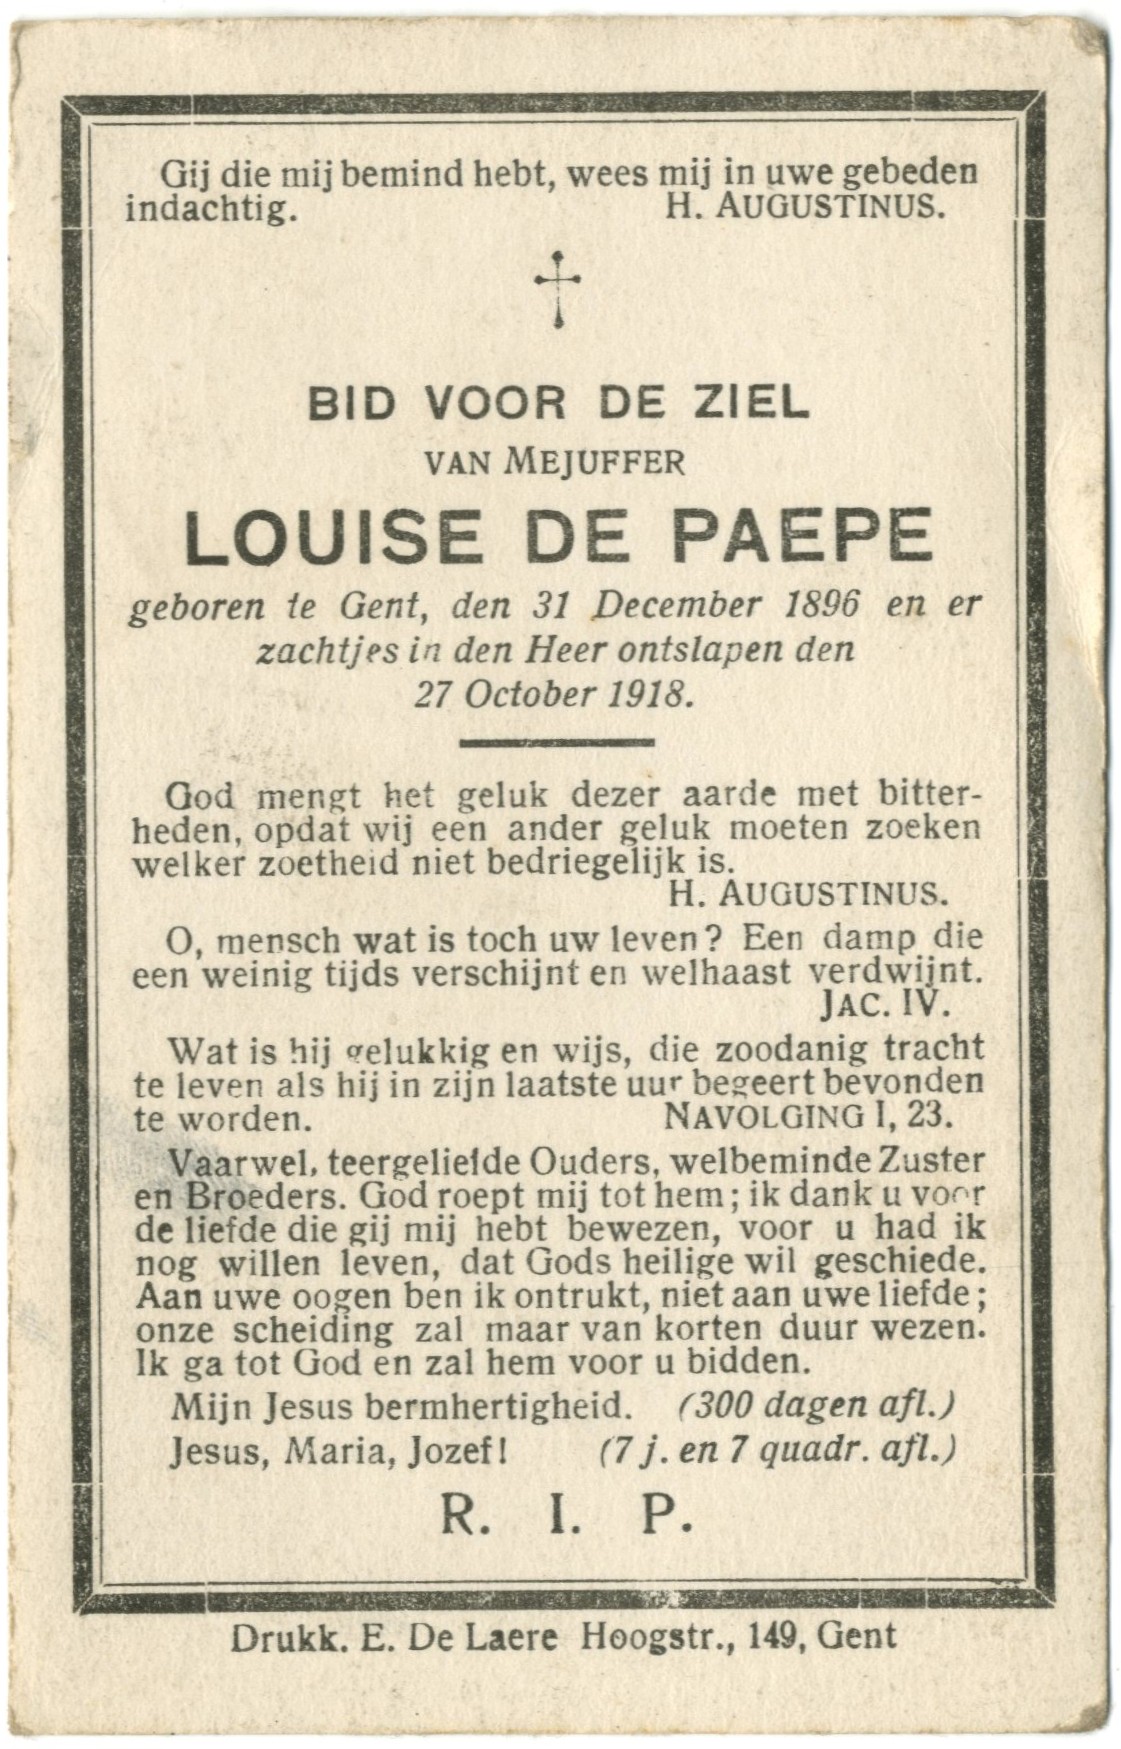 Gij die mij bemind hebt, wees mij in uwe gebeden
indachtig. H. AUGUSTINUS.
BID VOOR DE ZIEL
VAN MEJUFFER
LOUISE DE PAEPE
geboren te Gent, den 31 December 1896 en er
zachtjes in den Heer ontslapen den
27 October 1918.
God mengt het geluk dezer aarde met bitter-
heden, opdat wij een ander geluk moeten zoeken
welker zoetheid niet bedriegelijk is.
H. AUGUSTINUS.
O, mensch wat is toch uw leven? Een damp die
een weinig tijds verschijnt en welhaast verdwijnt.
JAC. IV.
Wat is hij gelukkig en wijs, die zoodanig tracht
te leven als hij in zijn laatste uur begeert bevonden
te worden. NAVOLGING I, 23.
Vaarwel, teergeliefde Ouders, welbeminde Zuster
en Broeders. God roept mij tot hem; ik dank u voor
de liefde die gij mij hebt bewezen, voor u had ik
nog willen leven, dat Gods heilige wil geschiede.
Aan uwe oogen ben ik ontrukt, niet aan uwe liefde;
onze scheiding zal maar van korten duur wezen.
Ik ga tot God en zal hem voor u bidden.
Mijn Jesus bermhertigheid. (300 dagen afl.)
Jesus, Maria, Jozef! (7 j. en 7 quadr. afl.)
R. I. P.
Drukk. E. De Laere Hoogstr., 149, Gent